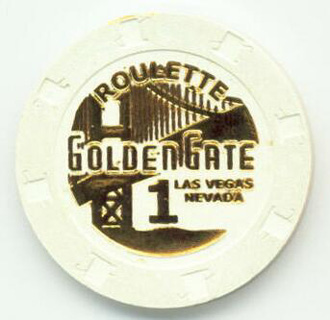 ROULETTE
GOLDEN GATE
1
LAS VEGAS
NEVADA